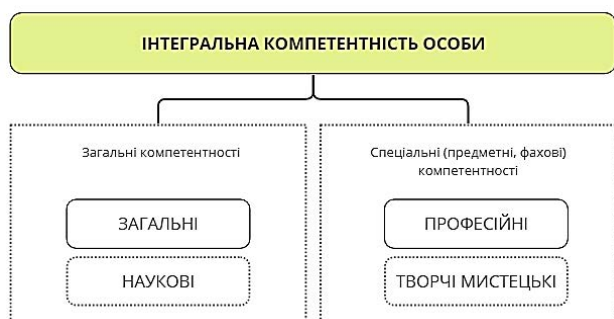 ІНТЕГРАЛЬНА КОМПЕТЕНТНІСТЬ ОСОБИ
Загальні компетентності
ЗАГАЛЬНІ
НАУКОВІ
Спеціальні (предметні, фахові)
компетентності
ПРОФЕСІЙНІ
ТВОРЧІ МИСТЕЦЬКІ